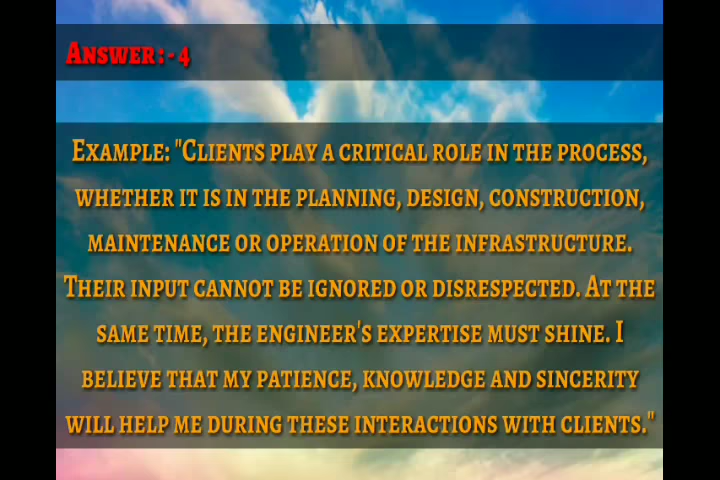 Answer:- 4
Example: "Clients play a critical role in the process,
whether it is in the planning, design, construction,
maintenance or operation of the infrastructure.
Their input cannot be ignored or disrespected. At the
same time, the engineer's expertise must shine. I
believe that my patience, knowledge and sincerity
will help me during these interactions with clients."